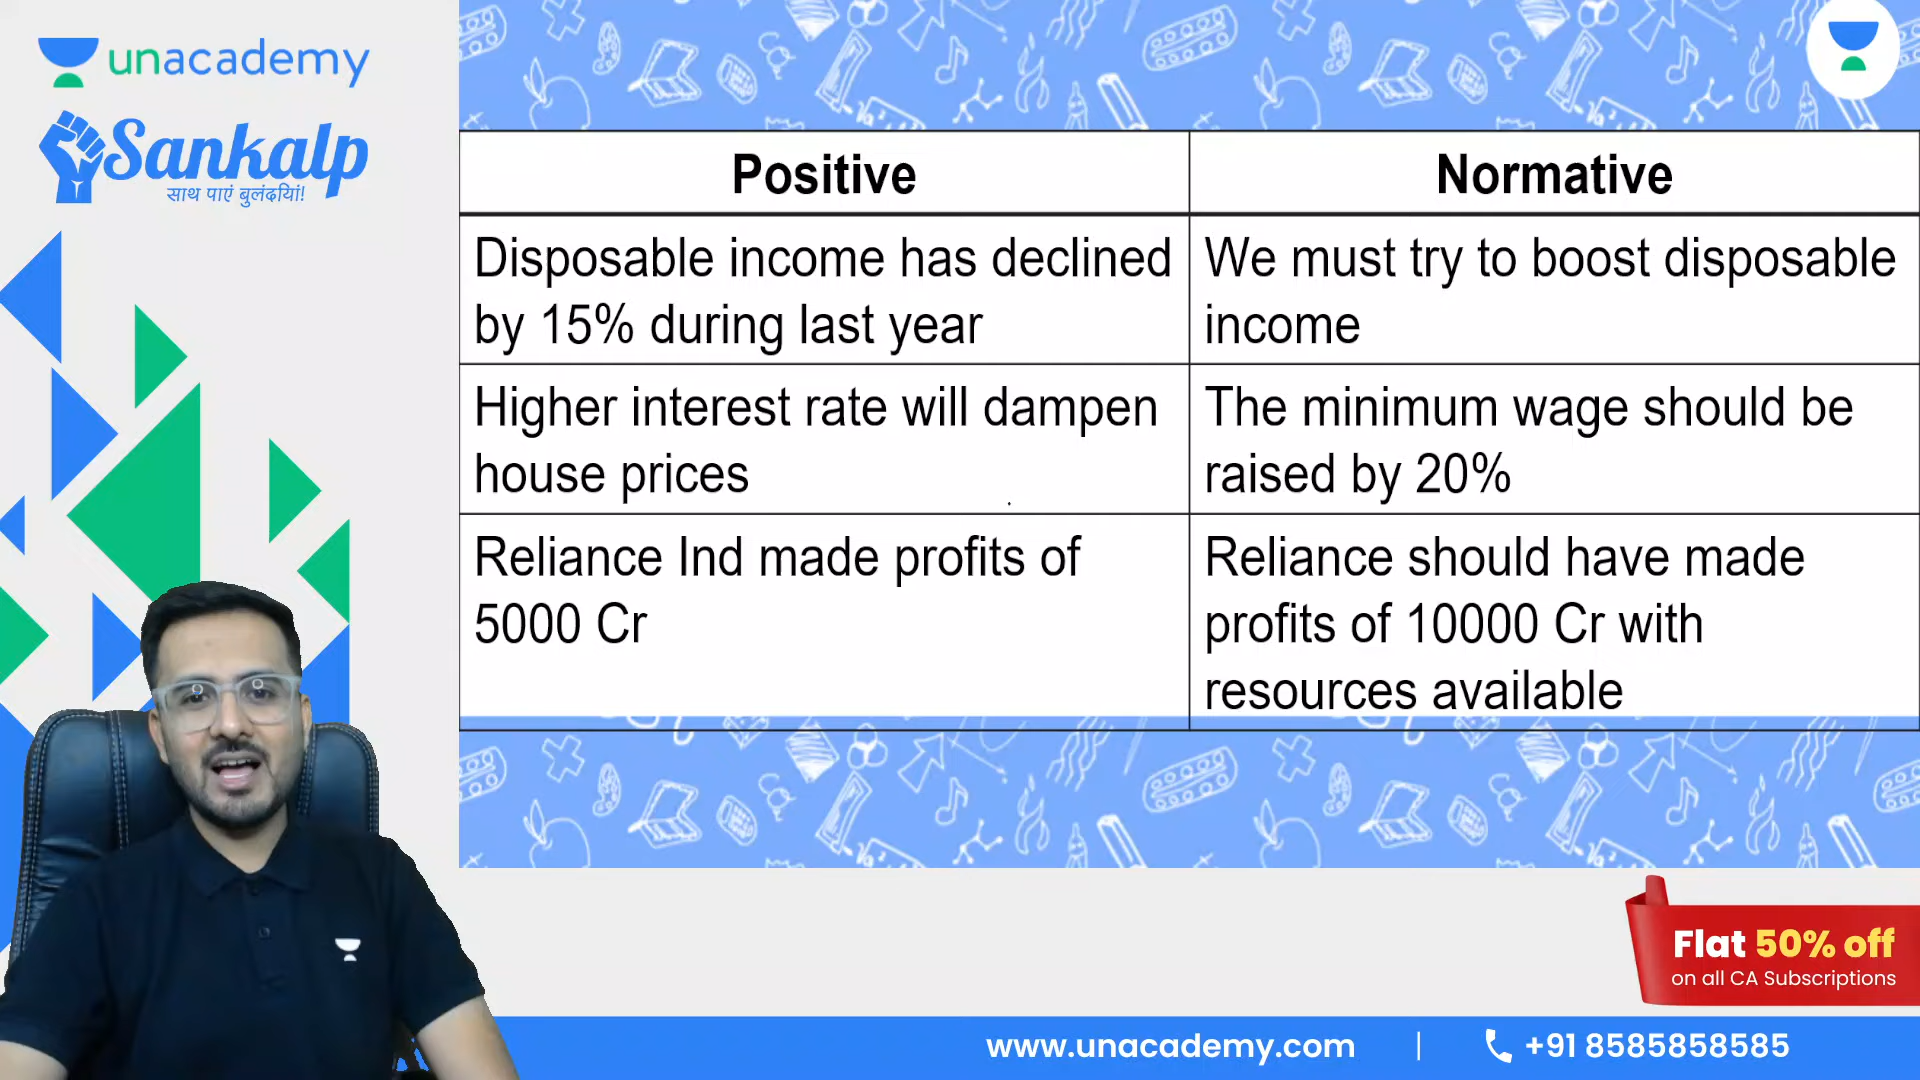 unacademy
Sankalp
साथ पाएं बुलंदियां!
Positive
Normative
Disposable income has declined
by 15% during last year
We must try to boost disposable
income
Higher interest rate will dampen
house prices
The minimum wage should be
raised by 20%
Reliance Ind made profits of
5000 Cr
Reliance should have made
profits of 10000 Cr with
resources available
Flat 50% off
on all CA Subscriptions
www.unacademy.com | +91 8585858585